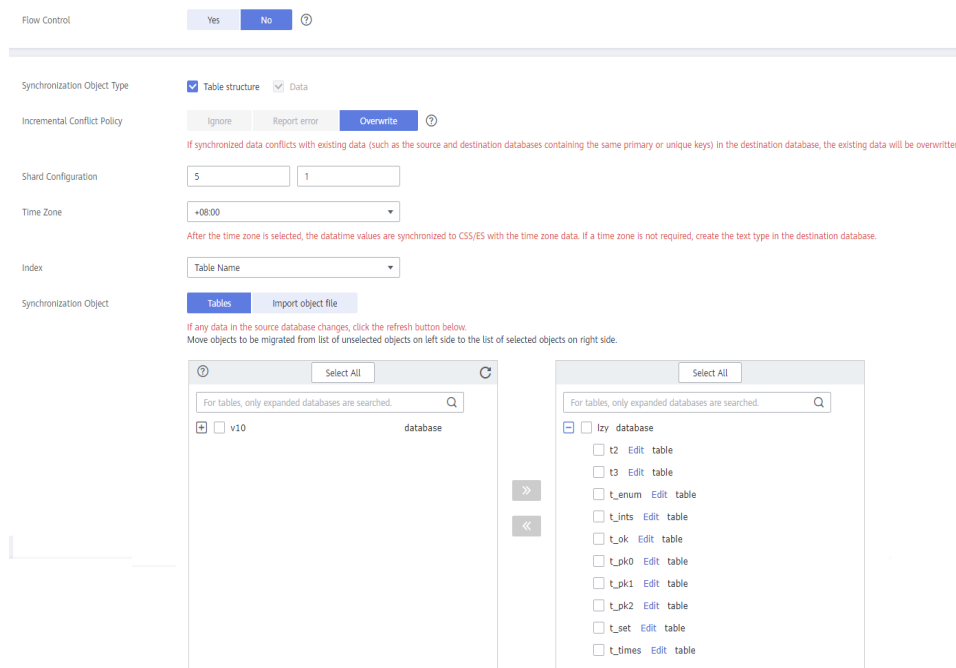 Flow Control Yes No ?
Synchronization Object Type Table structure Data
Incremental Conflict Policy Ignore Report error Overwrite ?
If synchronized data conflicts with existing data (such as the source and destination databases containing the same primary or unique keys) in the destination database, the existing data will be overwritten
Shard Configuration 5 1
Time Zone +08:00
After the time zone is selected, the datatime values are synchronized to CSS/ES with the time zone data. If a time zone is not required, create the text type in the destination database.
Index Table Name
Synchronization Object Tables Import object file
If any data in the source database changes, click the refresh button below.
Move objects to be migrated from list of unselected objects on left side to the list of selected objects on right side.
? Select All
For tables, only expanded databases are searched.
v10 database
Select All
For tables, only expanded databases are searched.
lzy database
t2 Edit table
t3 Edit table
t_enum Edit table
t_ints Edit table
t_ok Edit table
t_pk0 Edit table
t_pk1 Edit table
t_pk2 Edit table
t_set Edit table
t_times Edit table